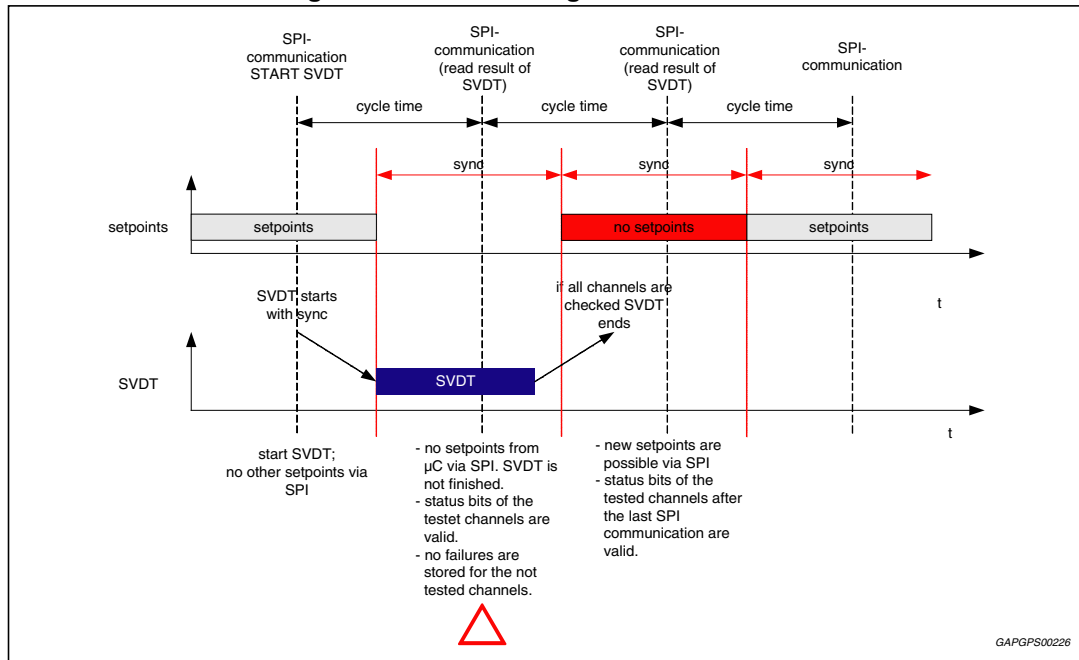 SPI-
communication
START SVDT
SPI-
communication
(read result of
SVDT)
SPI-
communication
(read result of
SVDT)
SPI-
communication
cycle time
cycle time
cycle time
sync
sync
sync
setpoints
setpoints
no setpoints
setpoints
t
SVDT starts
with sync
if all channels are
checked SVDT
ends
SVDT
SVDT
t
start SVDT;
no other setpoints via
SPI
- no setpoints from
µC via SPI. SVDT is
not finished.
- status bits of the
testet channels are
valid.
- no failures are
stored for the not
tested channels.
- new setpoints are
possible via SPI
- status bits of the
tested channels after
the last SPI
communication are
valid.
GAPGPS00226